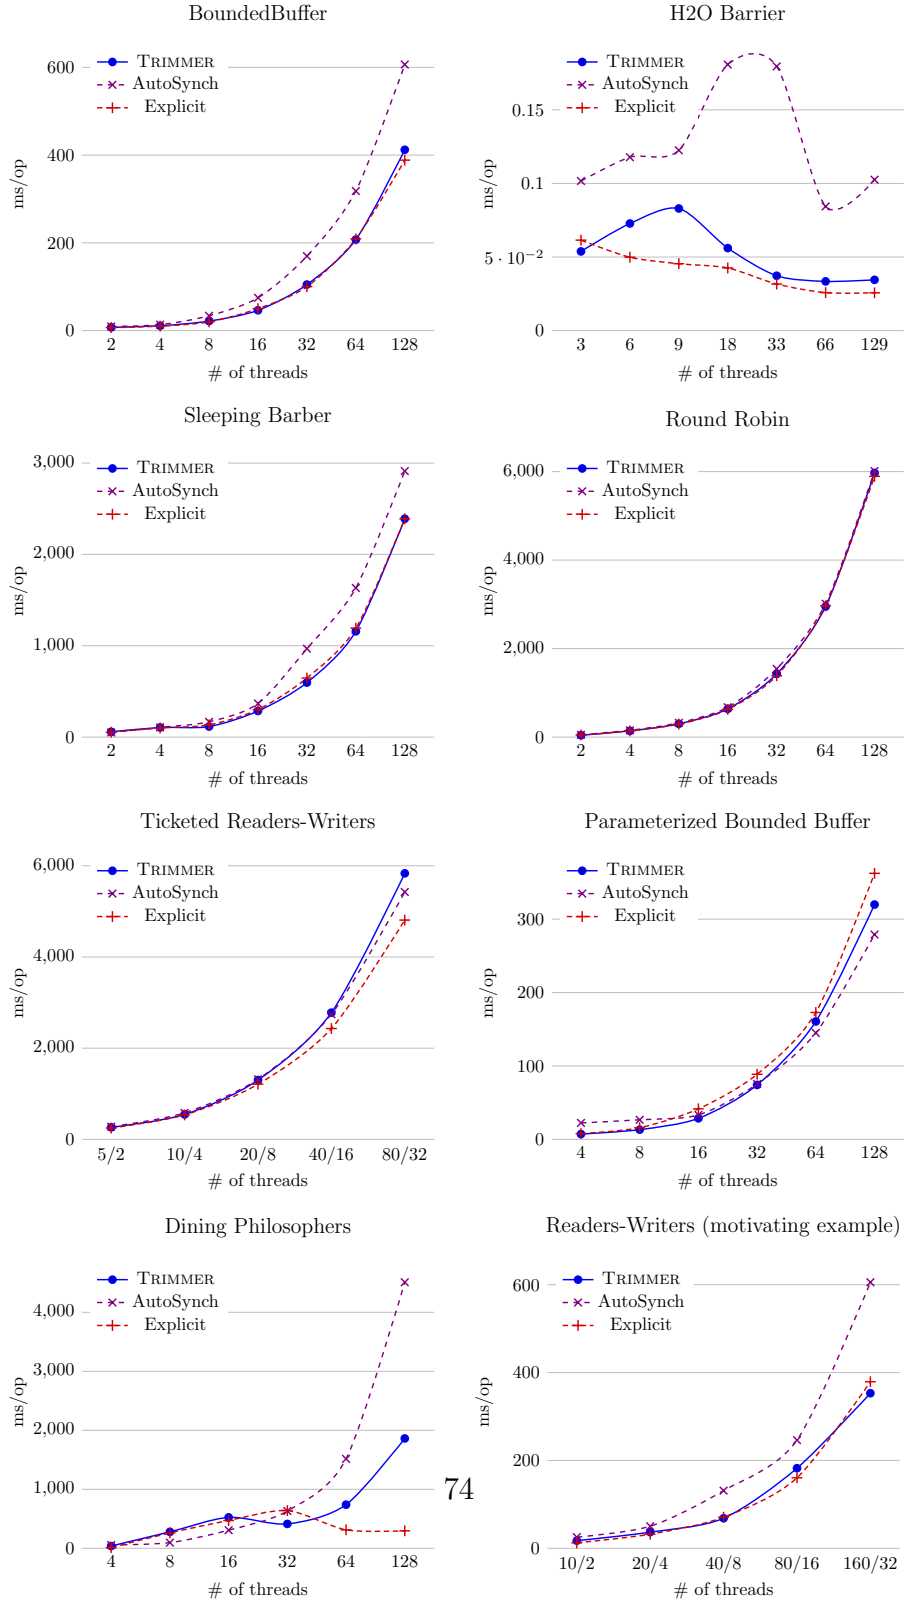 BoundedBuffer
TRIMMER
AutoSynch
Explicit
600
400
200
0
ms/op
2 4 8 16 32 64 128
# of threads
H2O Barrier
TRIMMER
AutoSynch
Explicit
0.15
0.1
5 · 10⁻²
0
ms/op
3 6 9 18 33 66 129
# of threads
Sleeping Barber
TRIMMER
AutoSynch
Explicit
3,000
2,000
1,000
0
ms/op
2 4 8 16 32 64 128
# of threads
Round Robin
TRIMMER
AutoSynch
Explicit
6,000
4,000
2,000
0
ms/op
2 4 8 16 32 64 128
# of threads
Ticketed Readers-Writers
TRIMMER
AutoSynch
Explicit
6,000
4,000
2,000
0
ms/op
5/2 10/4 20/8 40/16 80/32
# of threads
Parameterized Bounded Buffer
TRIMMER
AutoSynch
Explicit
300
200
100
0
ms/op
4 8 16 32 64 128
# of threads
Dining Philosophers
TRIMMER
AutoSynch
Explicit
4,000
3,000
2,000
1,000
0
ms/op
4 8 16 32 64 128
# of threads
Readers-Writers (motivating example)
TRIMMER
AutoSynch
Explicit
600
400
200
0
ms/op
10/2 20/4 40/8 80/16 160/32
# of threads
74